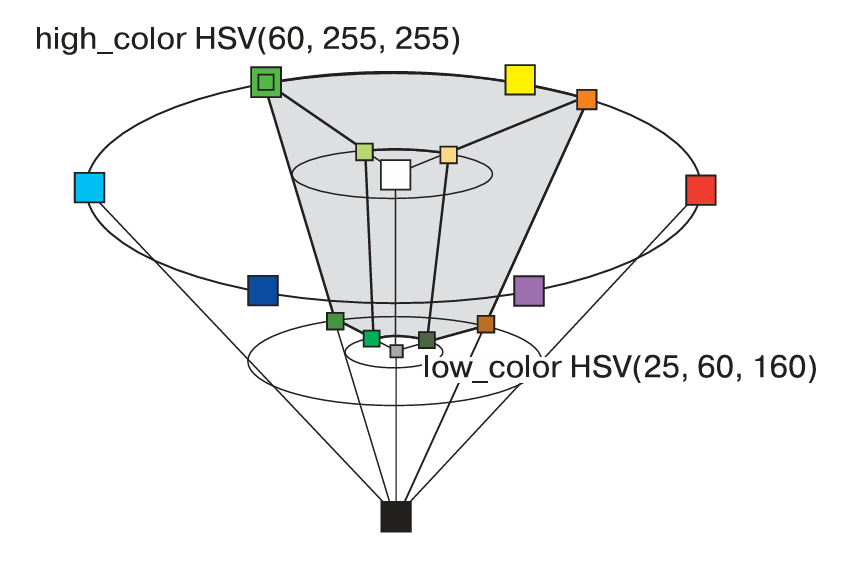 high_color HSV(60, 255, 255)
low_color HSV(25, 60, 160)